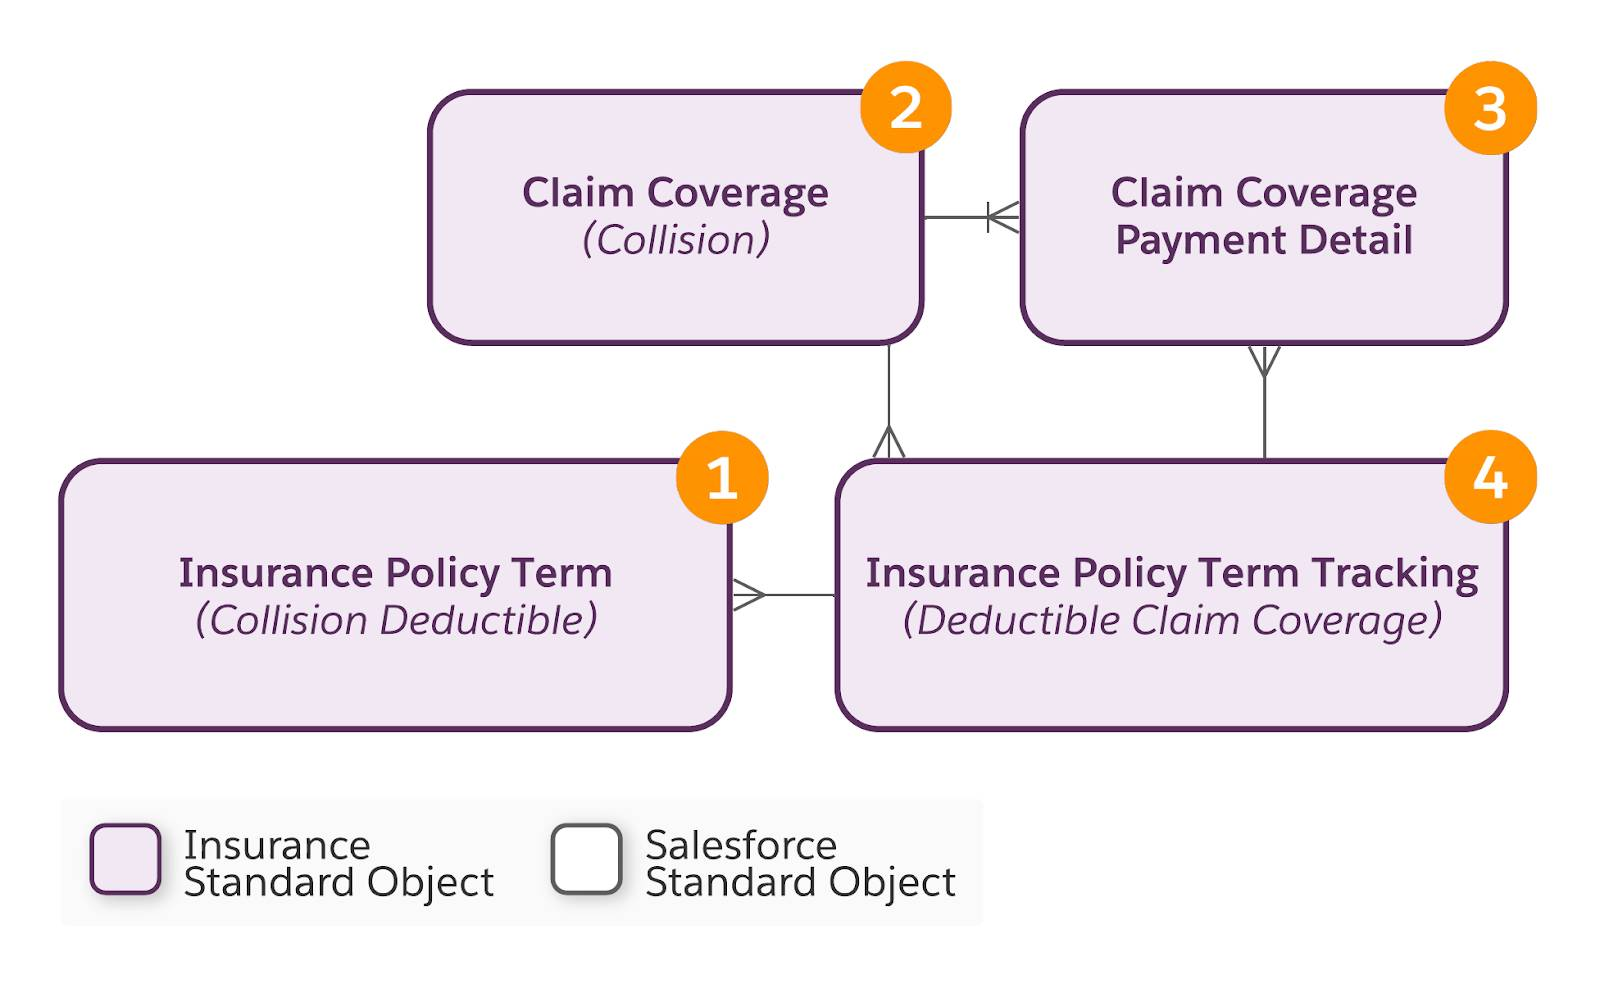 2
Claim Coverage
(Collision)
3
Claim Coverage
Payment Detail
1
Insurance Policy Term
(Collision Deductible)
4
Insurance Policy Term Tracking
(Deductible Claim Coverage)
Insurance
Standard Object
Salesforce
Standard Object